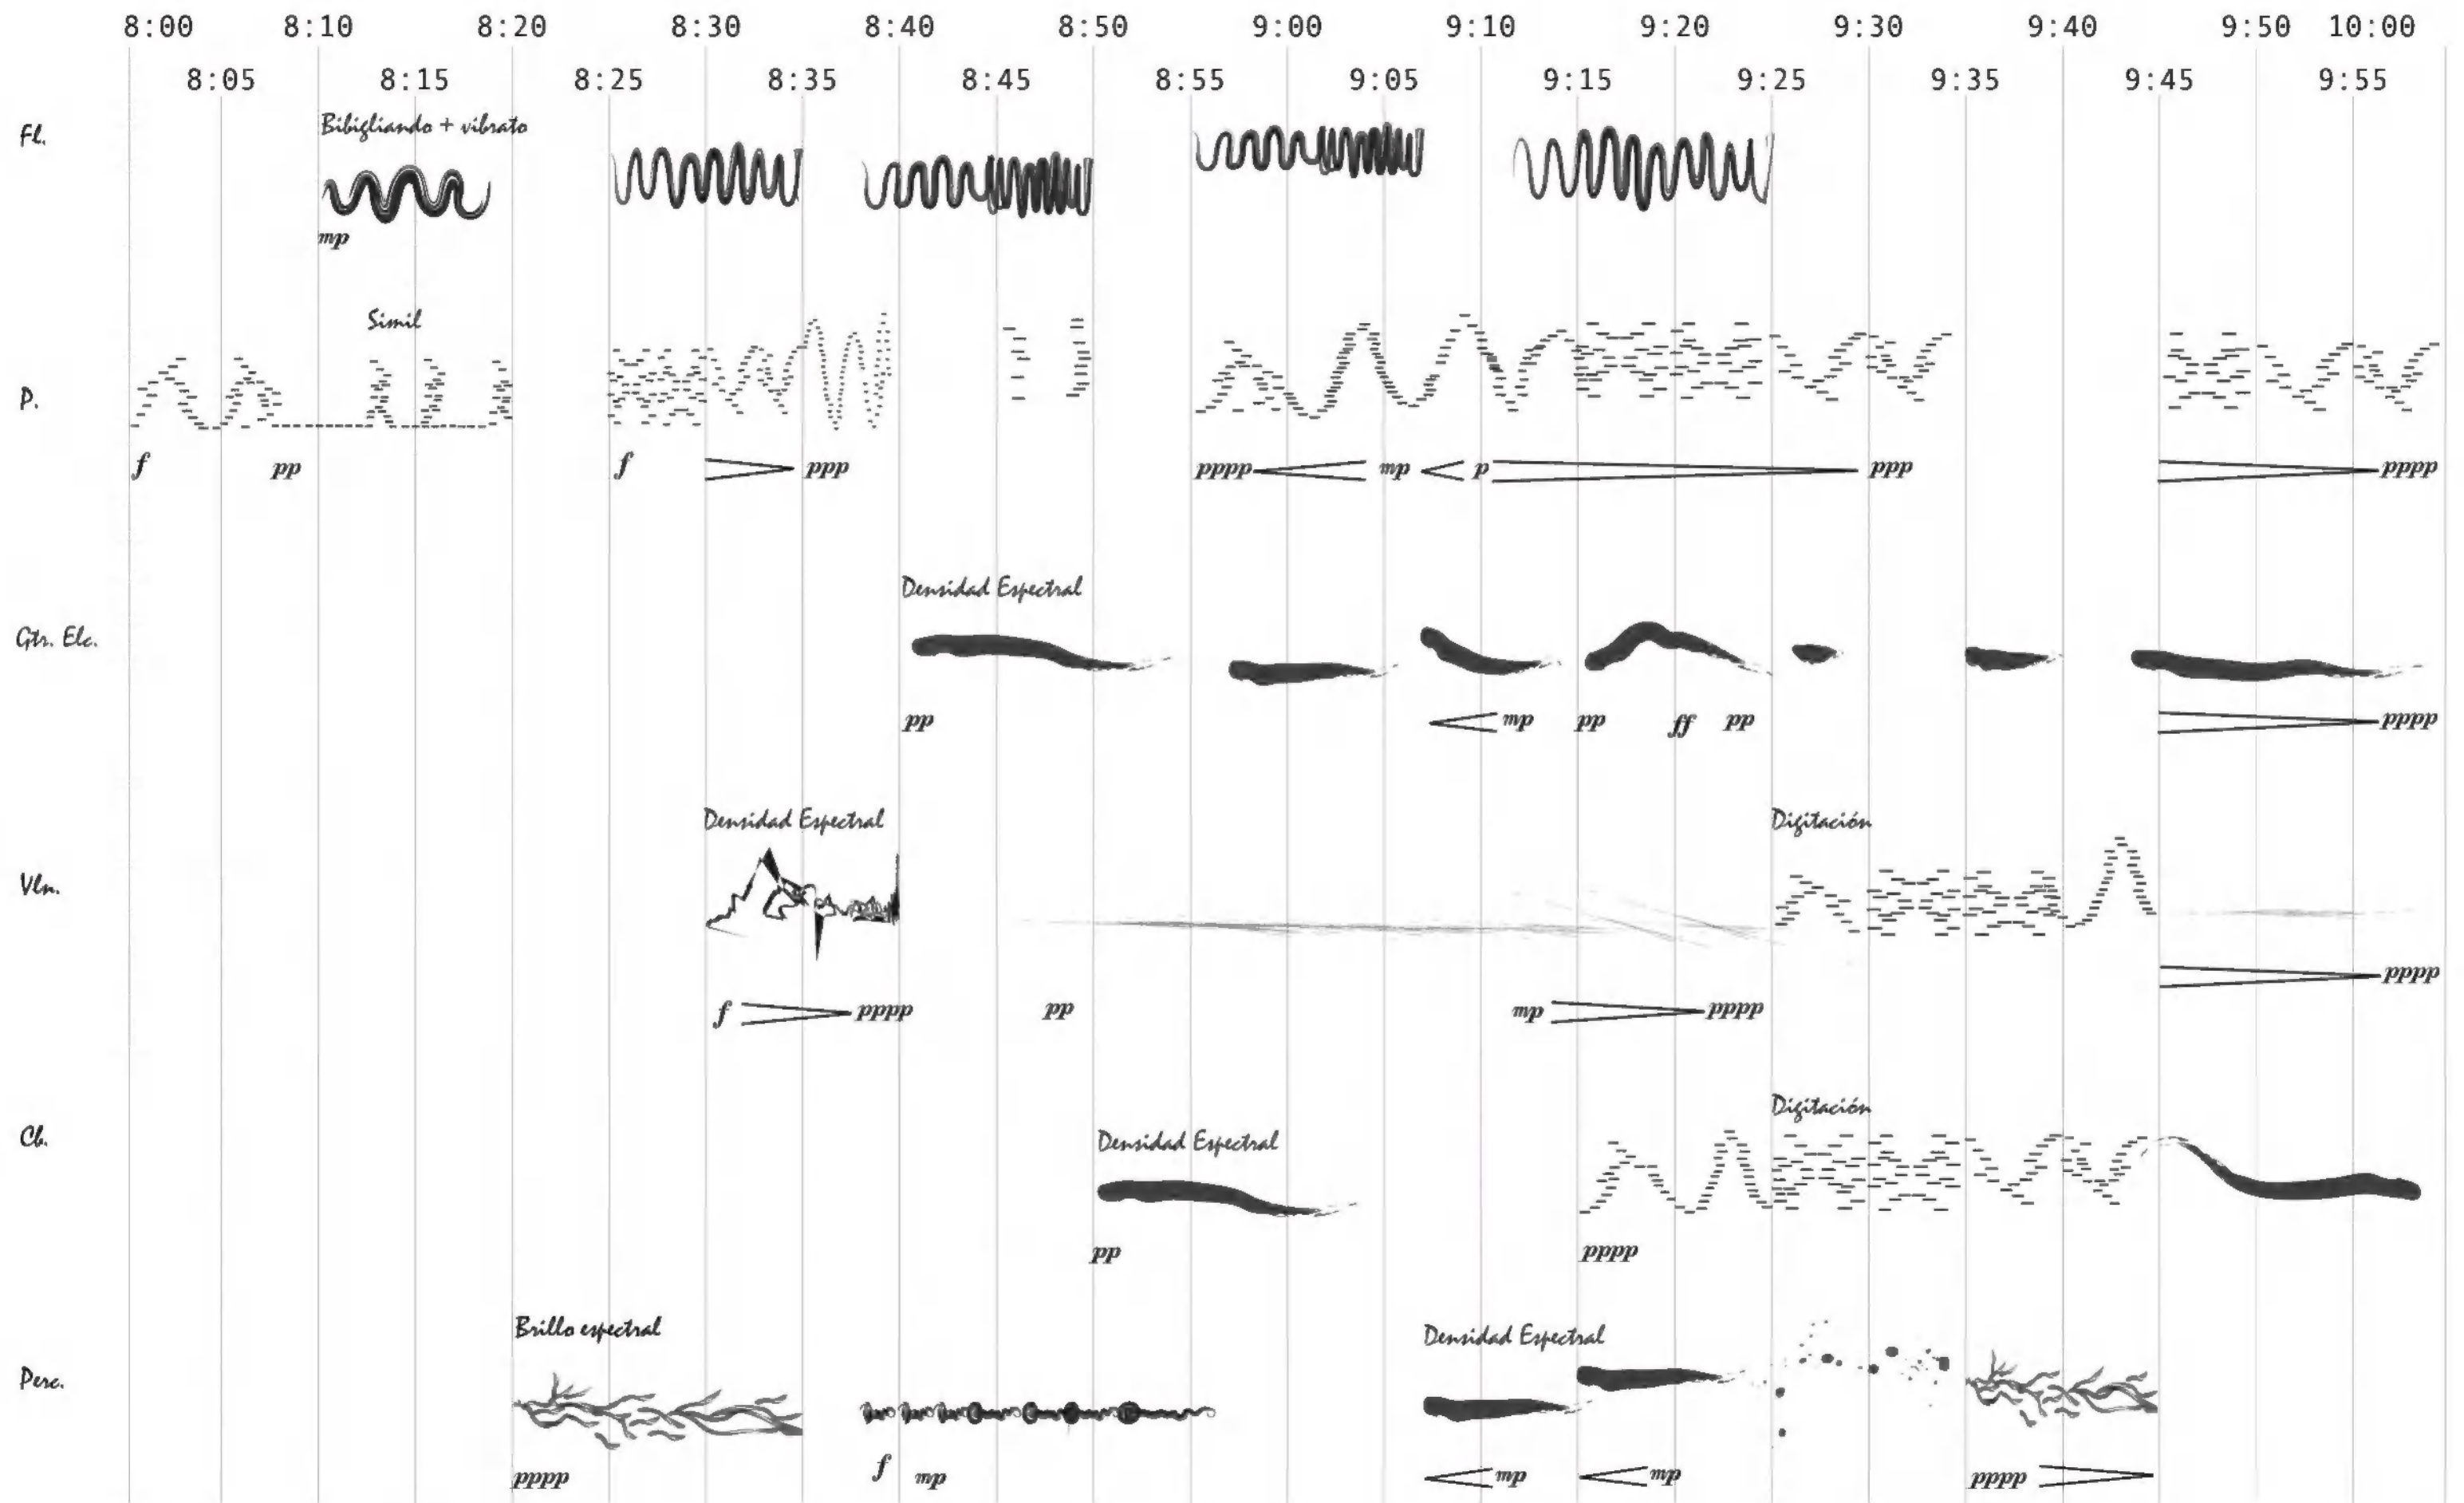 8:00 8:10 8:20 8:30 8:40 8:50 9:00 9:10 9:20 9:30 9:40 9:50 10:00
8:05 8:15 8:25 8:35 8:45 8:55 9:05 9:15 9:25 9:35 9:45 9:55
Fl.
Bibigliando + vibrato
mp
Simil
P.
f pp f ppp pppp mp p ppp pppp
Densidad Espectral
Gtr. Elc.
pp mp pp ff pp pppp
Densidad Espectral Digitación
Vln.
pppp
f pppp pp mp pppp
Digitación
Cb.
Densidad Espectral
pp pppp
Brillo espectral Densidad Espectral
Perc.
pppp f mp mp mp pppp